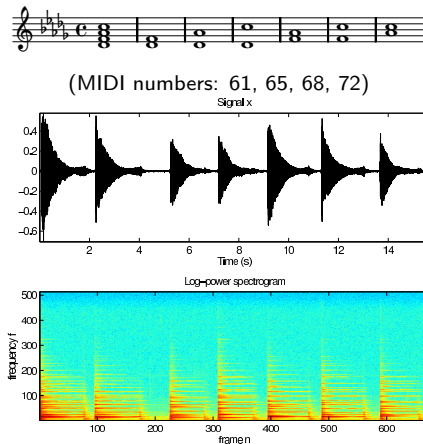 (MIDI numbers: 61, 65, 68, 72)
Signal x
0.4
0.2
0
−0.2
−0.4
−0.6
2 4 6 8 10 12 14
Time (s)
Log−power spectrogram
500
400
300
200
100
frequency f
100 200 300 400 500 600
frame n